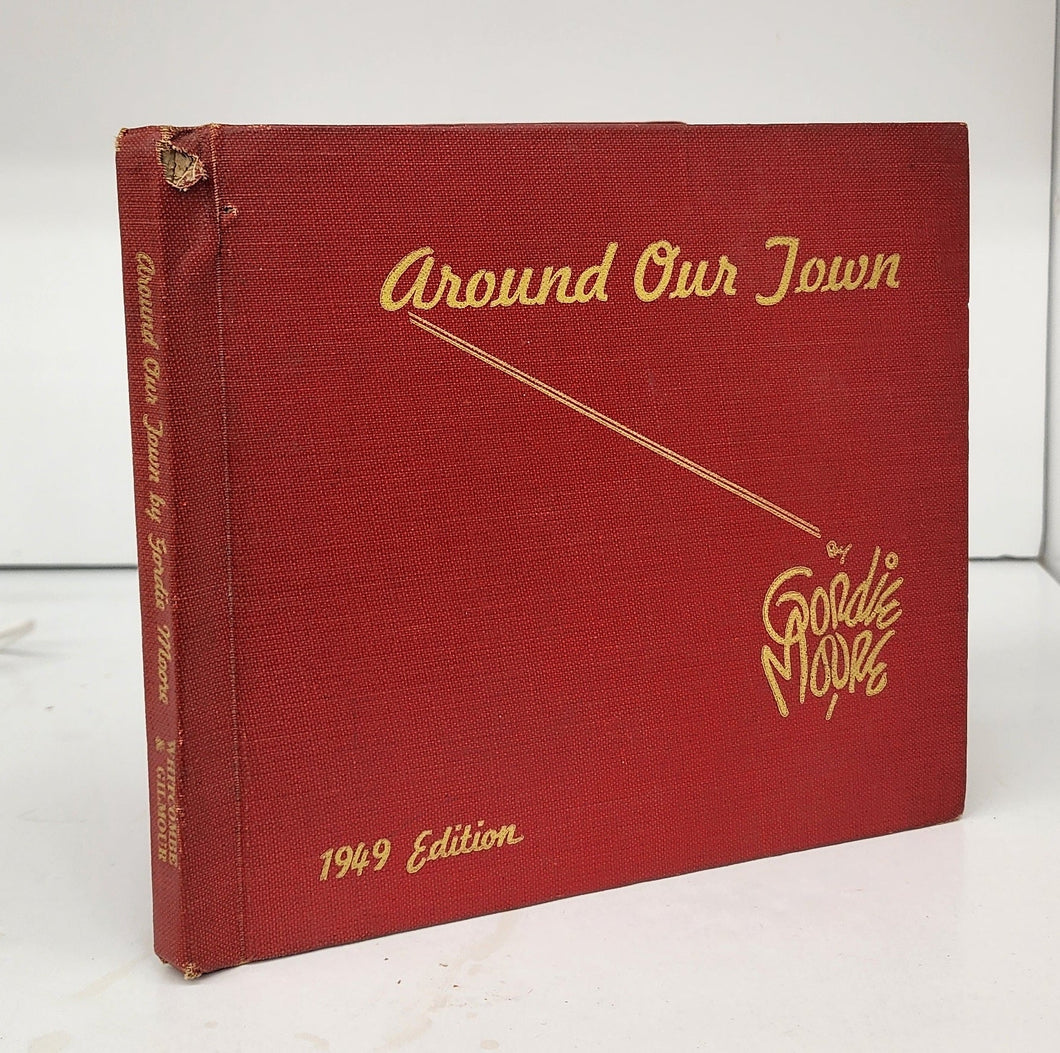 Around Our Town
By
GORDIE
MOORE
1949 Edition
Around Our Town by Gordie Moore
WHITCOMBE
& GILMOUR